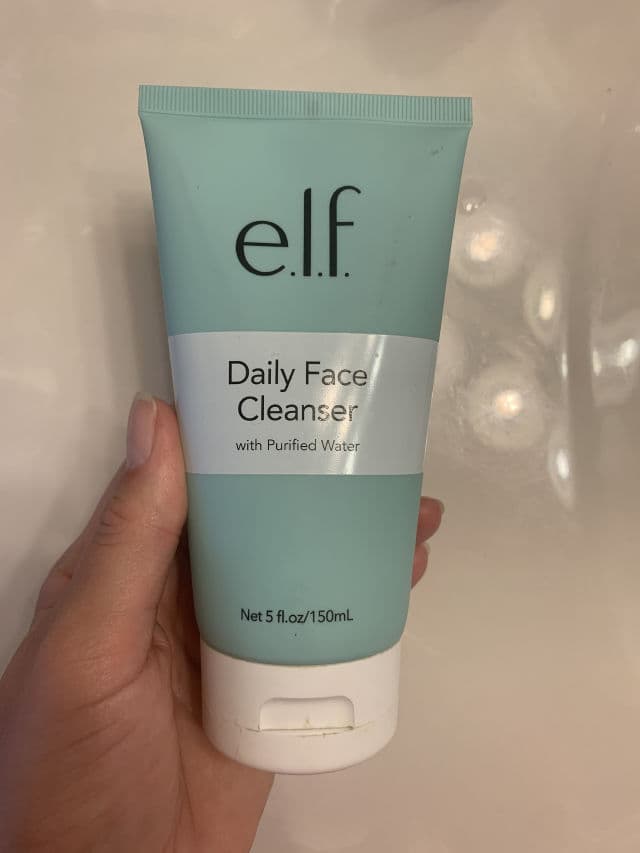 e.l.f.
Daily Face
Cleanser
with Purified Water
Net 5 fl.oz/150mL